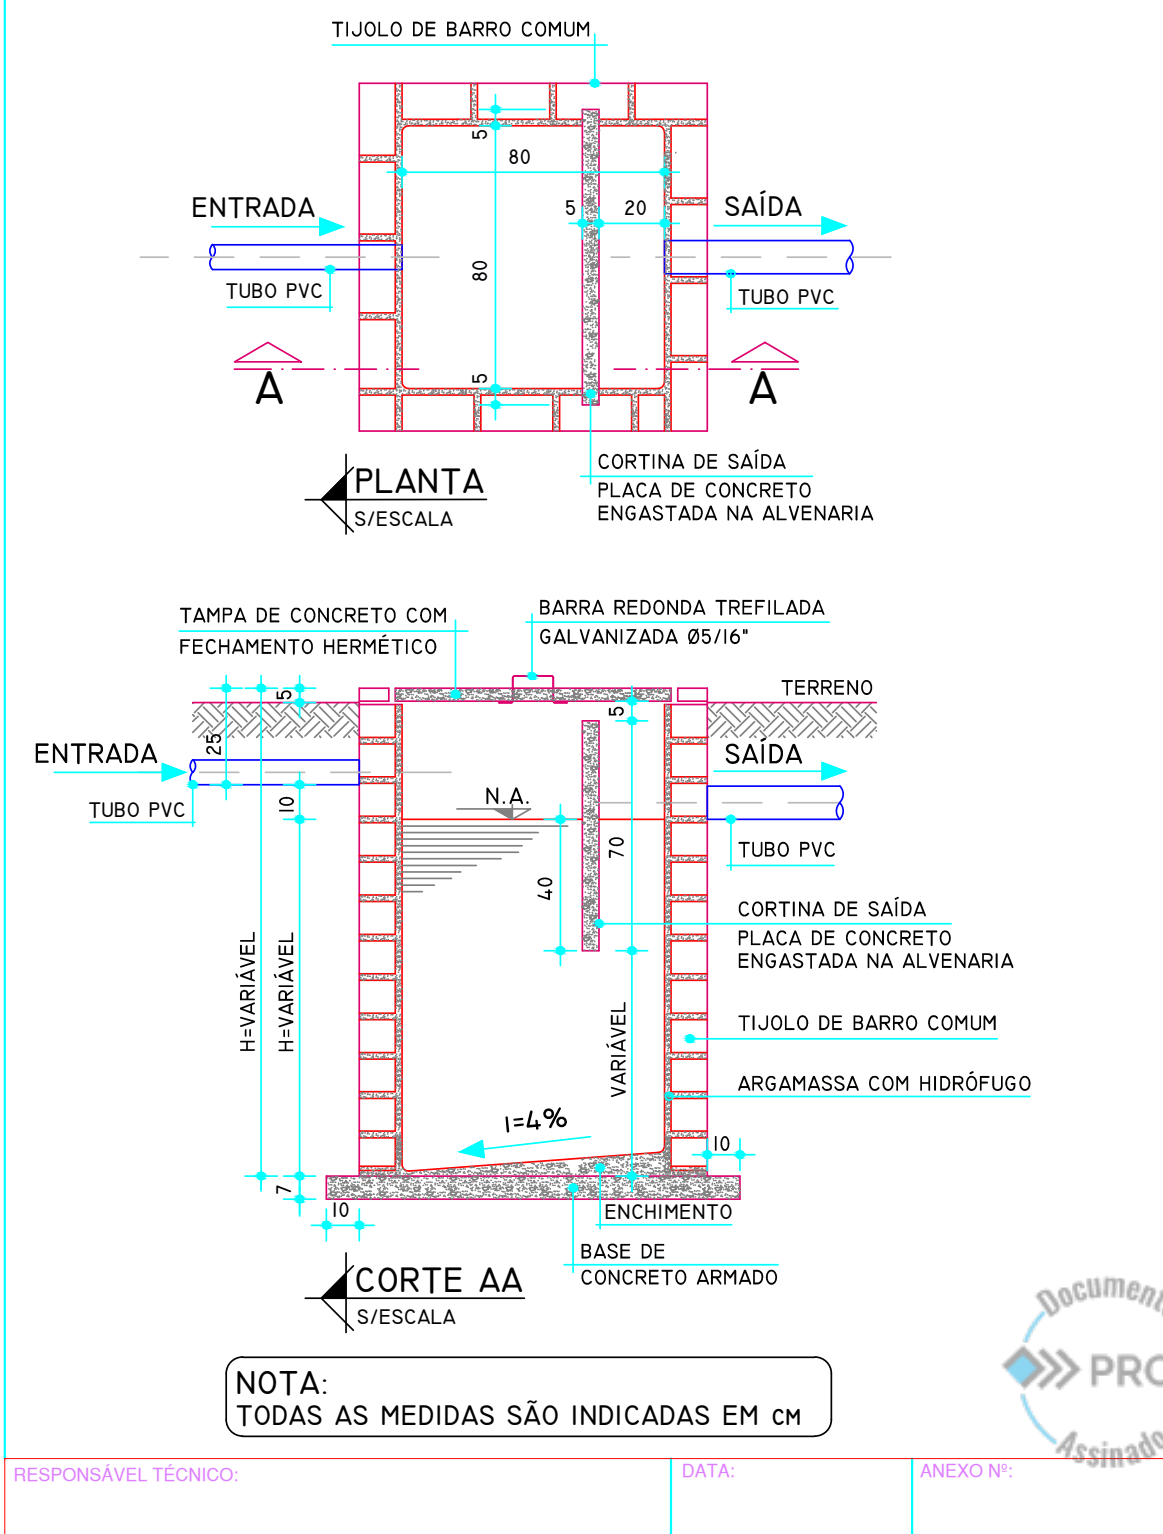 TIJOLO DE BARRO COMUM
5
80
ENTRADA
5
20
SAÍDA
80
TUBO PVC
TUBO PVC
A
5
A
CORTINA DE SAÍDA
PLACA DE CONCRETO
ENGASTADA NA ALVENARIA
PLANTA
S/ESCALA
TAMPA DE CONCRETO COM
FECHAMENTO HERMÉTICO
BARRA REDONDA TREFILADA
GALVANIZADA Ø5/16"
TERRENO
5
5
25
ENTRADA
SAÍDA
TUBO PVC
10
N.A.
TUBO PVC
70
40
CORTINA DE SAÍDA
PLACA DE CONCRETO
ENGASTADA NA ALVENARIA
H=VARIÁVEL
H=VARIÁVEL
VARIÁVEL
TIJOLO DE BARRO COMUM
ARGAMASSA COM HIDRÓFUGO
I=4%
10
7
10
ENCHIMENTO
BASE DE
CONCRETO ARMADO
CORTE AA
S/ESCALA
NOTA:
TODAS AS MEDIDAS SÃO INDICADAS EM CM
Document
PRO
Assinado
RESPONSÁVEL TÉCNICO:
DATA:
ANEXO Nº: